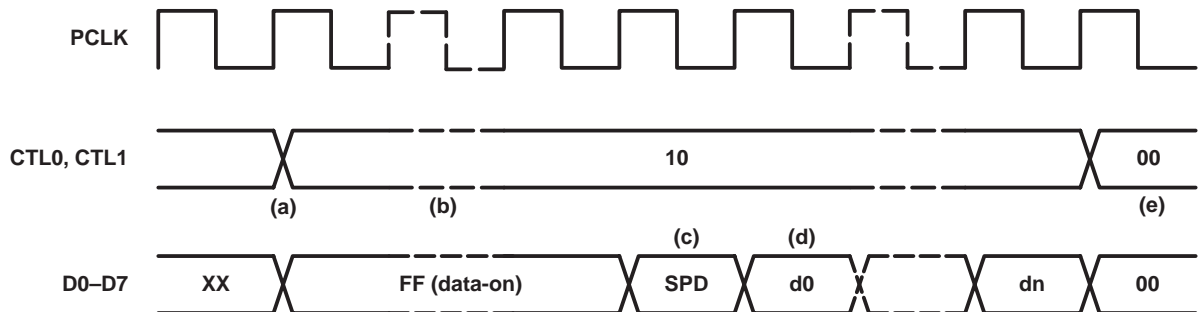 PCLK
CTL0, CTL1
10
00
(a)
(b)
(e)
(c)
(d)
D0–D7
XX
FF (data-on)
SPD
d0
dn
00